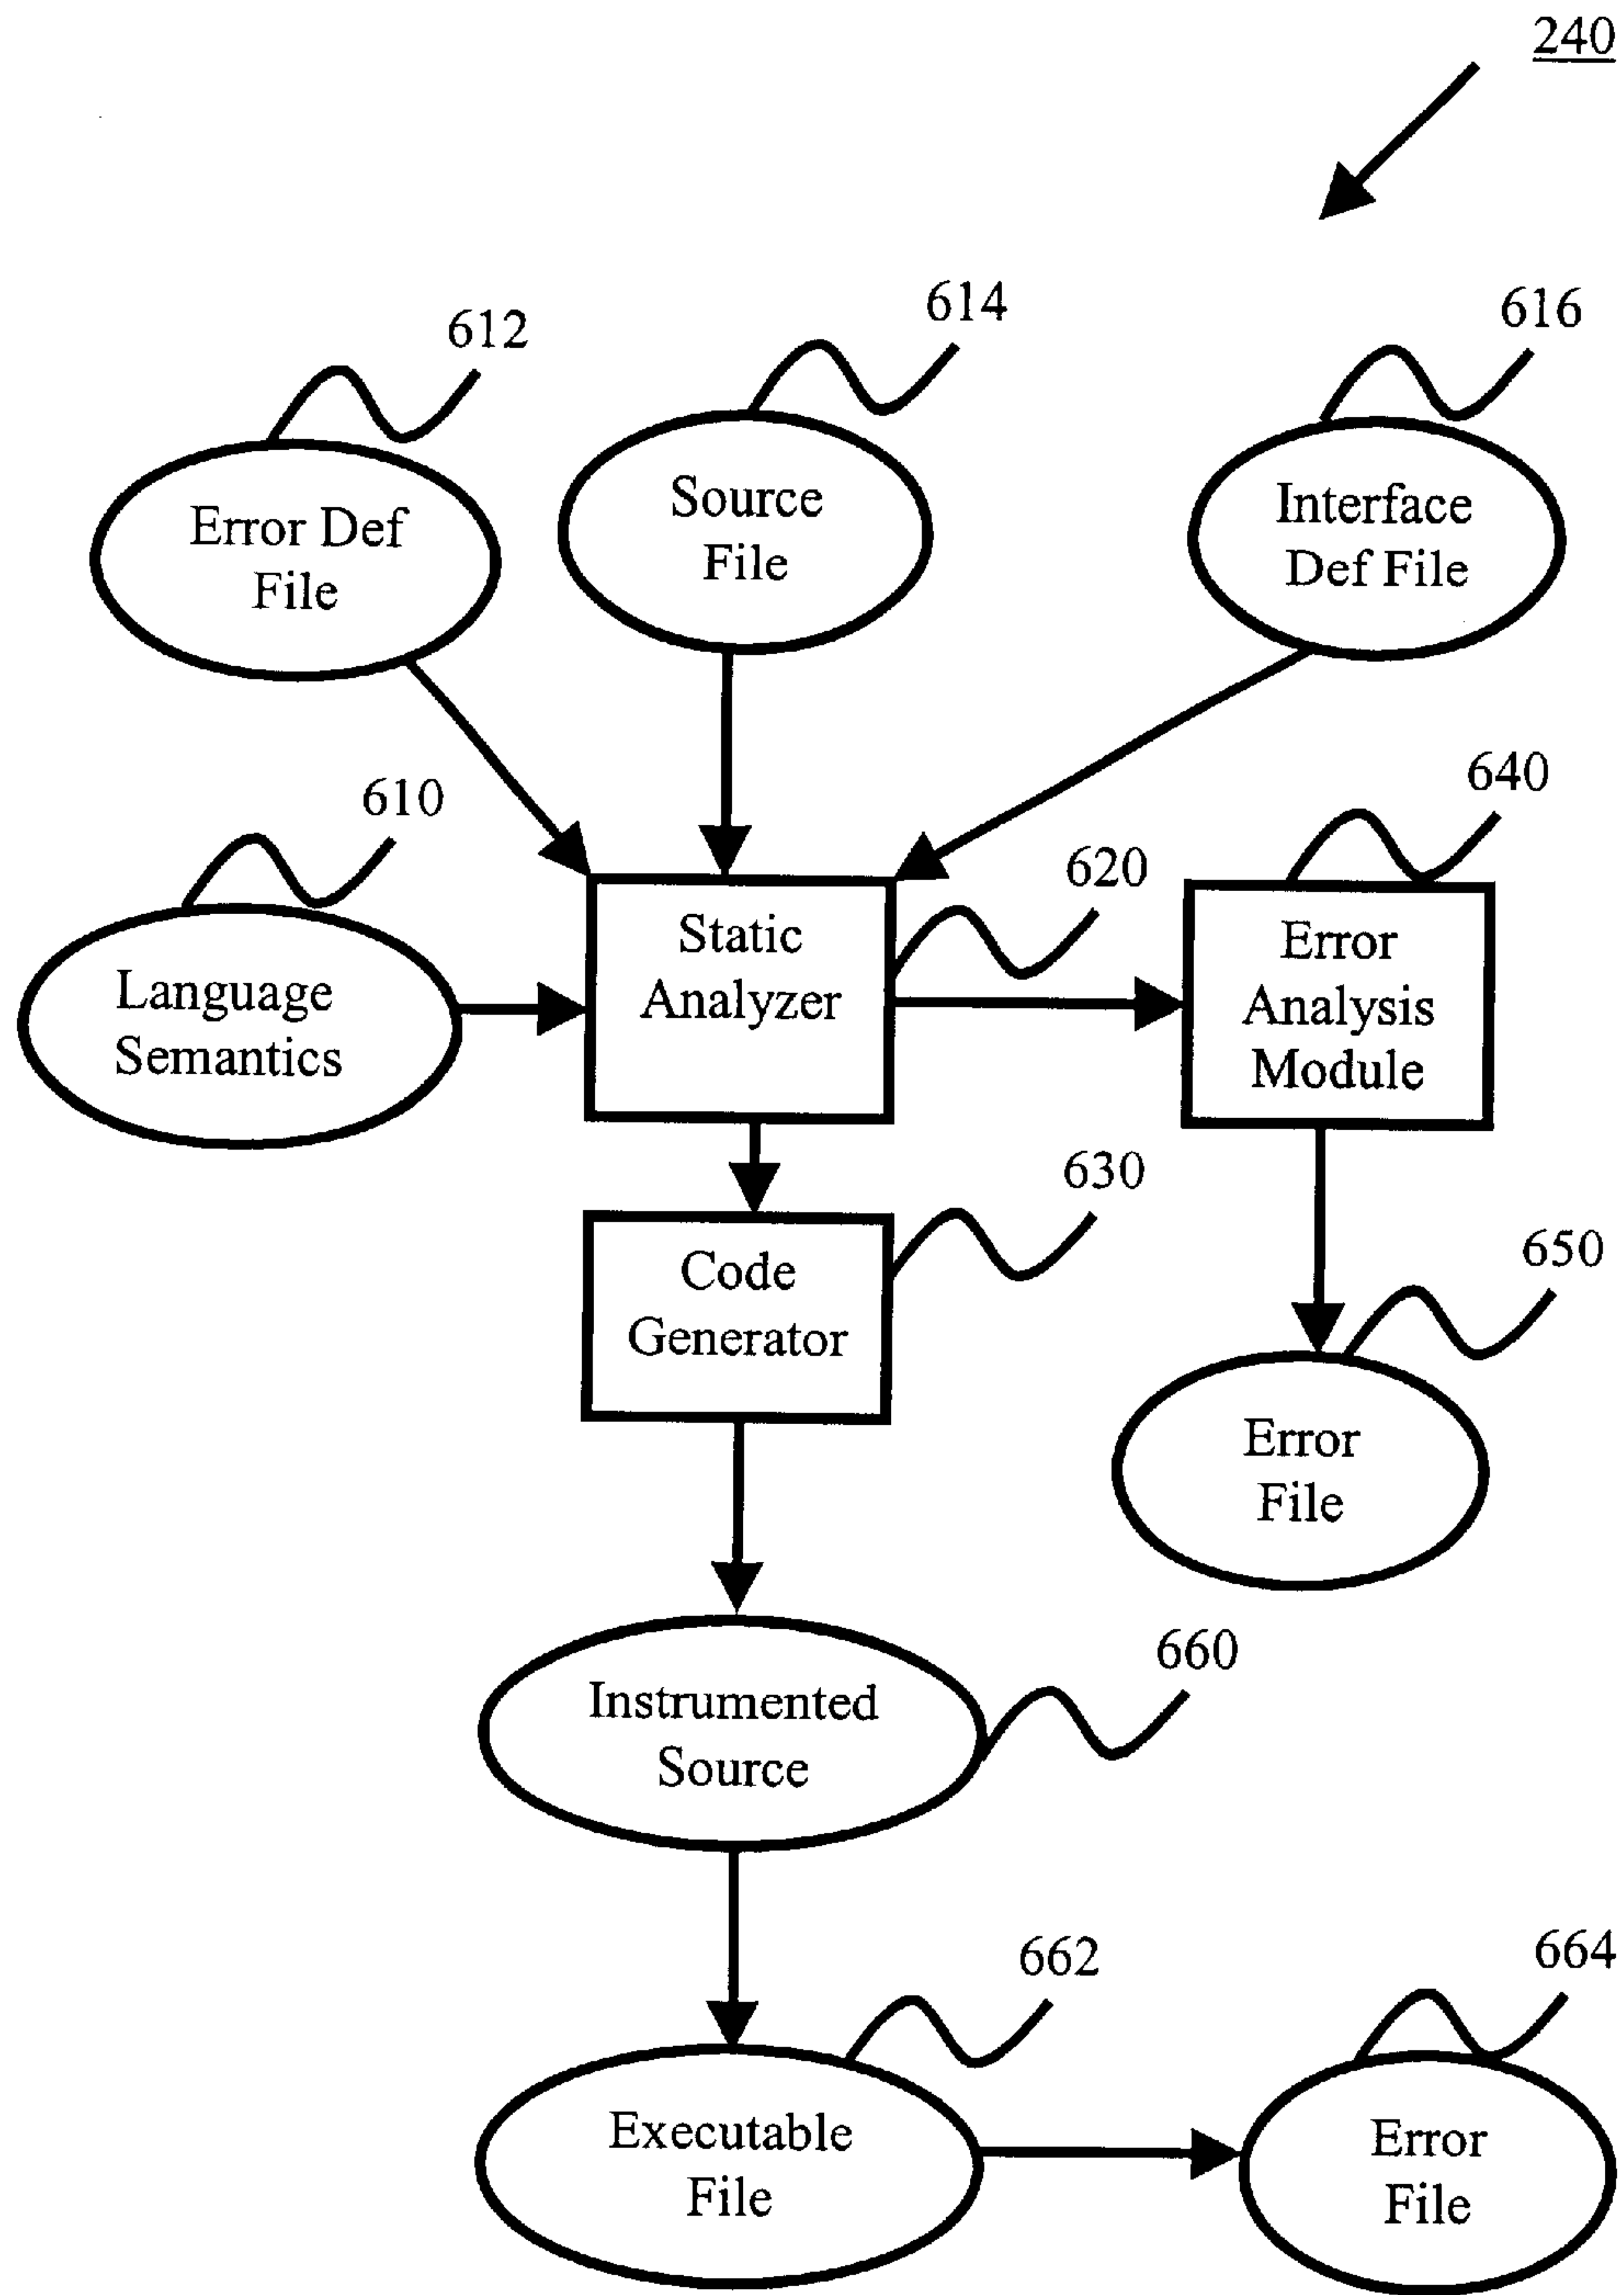 240
612
614
616
Error Def
File
Source
File
Interface
Def File
610
620
640
Language
Semantics
Static
Analyzer
Error
Analysis
Module
630
650
Code
Generator
Error
File
660
Instrumented
Source
662
664
Executable
File
Error
File